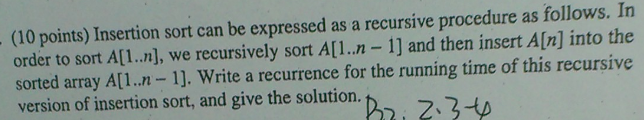 . (10 points) Insertion sort can be expressed as a recursive procedure as follows. In
order to sort A[1..n], we recursively sort A[1..n − 1] and then insert A[n] into the
sorted array A[1..n − 1]. Write a recurrence for the running time of this recursive
version of insertion sort, and give the solution.
2.3-4